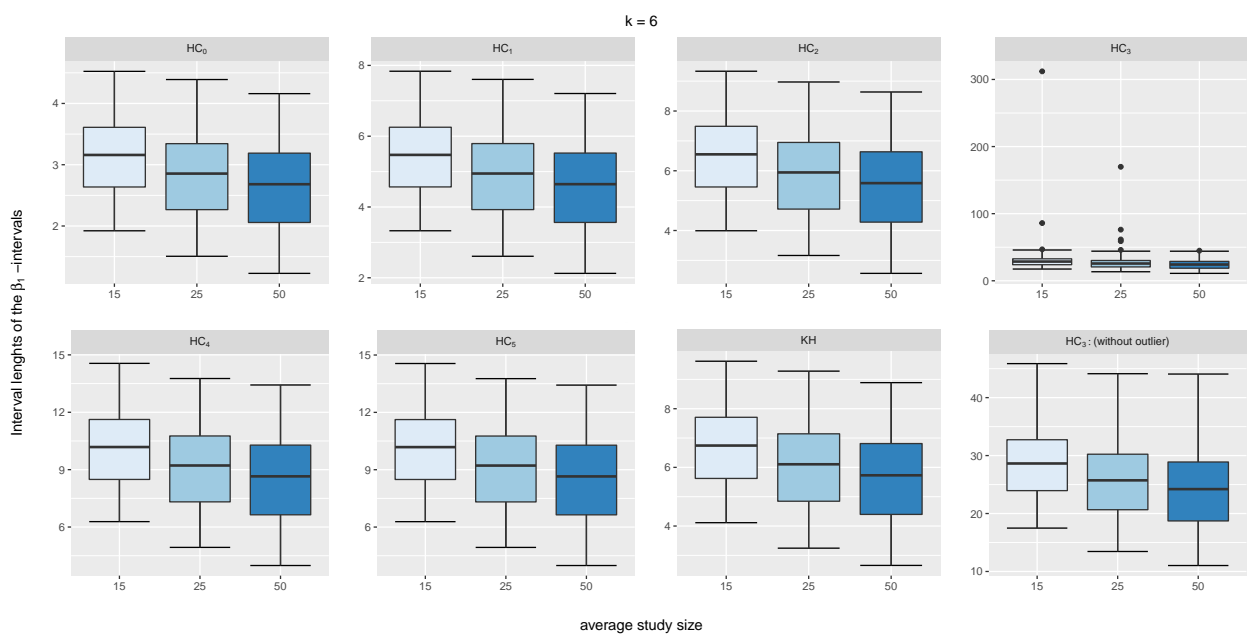 k = 6
HC0
HC1
HC2
HC3
4
3
2
8
6
4
2
8
6
4
300
200
100
0
15 25 50
15 25 50
15 25 50
15 25 50
Interval lenghts of the β1 −intervals
HC4
HC5
KH
HC3: (without outlier)
15
12
9
6
15
12
9
6
8
6
4
40
30
20
10
15 25 50
15 25 50
15 25 50
15 25 50
average study size